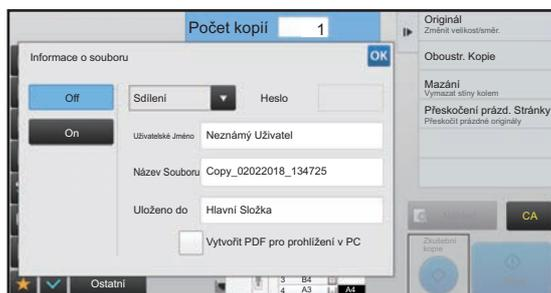 Počet kopií 1
Originál
Změnit velikost/směr.
Oboustr. Kopie
Mazání
Vymazat stíny kolem
Přeskočení prázd. Stránky
Přeskočit prázdné originály
Informace o souboru
OK
Off
On
Sdílení
Heslo
Uživatelské Jméno
Neznámý Uživatel
Název Souboru
Copy_02022018_134725
Uloženo do
Hlavní Složka
Vytvořit PDF pro prohlížení v PC
CA
Zkušební
kopie
Ostatní
3 B4
4 A3
A4